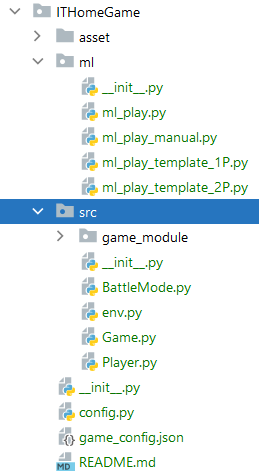 ITHomeGame
asset
ml
__init__.py
ml_play.py
ml_play_manual.py
ml_play_template_1P.py
ml_play_template_2P.py
src
game_module
__init__.py
BattleMode.py
env.py
Game.py
Player.py
__init__.py
config.py
game_config.json
MD README.md